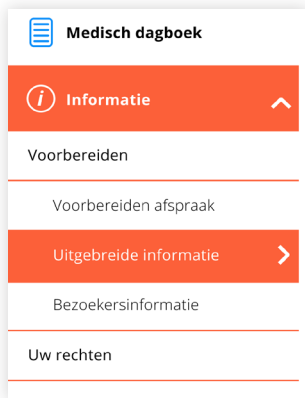 Medisch dagboek
Informatie
Voorbereiden
Voorbereiden afspraak
Uitgebreide informatie
Bezoekersinformatie
Uw rechten